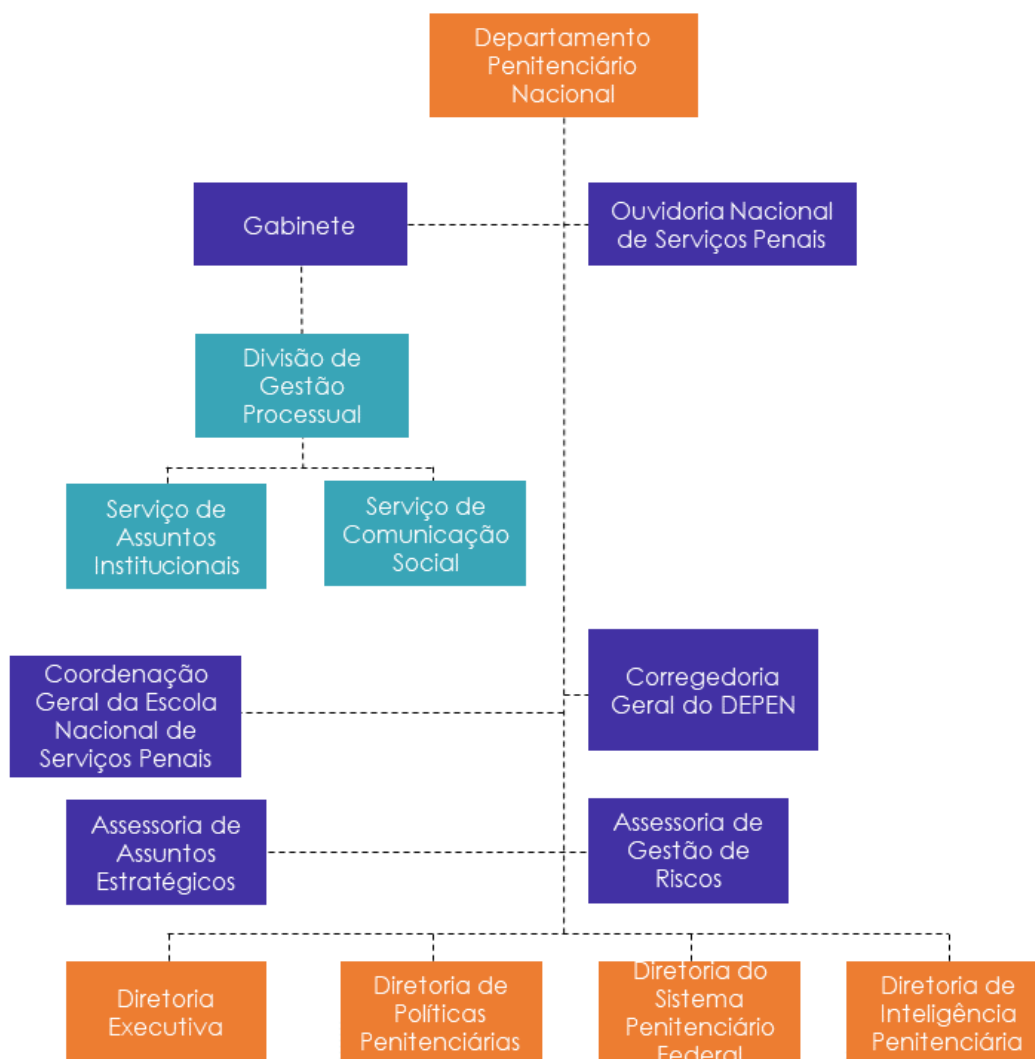 Departamento
Penitenciário
Nacional
Gabinete
Ouvidoria Nacional
de Serviços Penais
Divisão de
Gestão
Processual
Serviço de
Assuntos
Institucionais
Serviço de
Comunicação
Social
Coordenação
Geral da Escola
Nacional de
Serviços Penais
Corregedoria
Geral do DEPEN
Assessoria de
Assuntos
Estratégicos
Assessoria de
Gestão de
Riscos
Diretoria
Executiva
Diretoria de
Políticas
Penitenciárias
Diretoria do
Sistema
Penitenciário
Federal
Diretoria de
Inteligência
Penitenciária